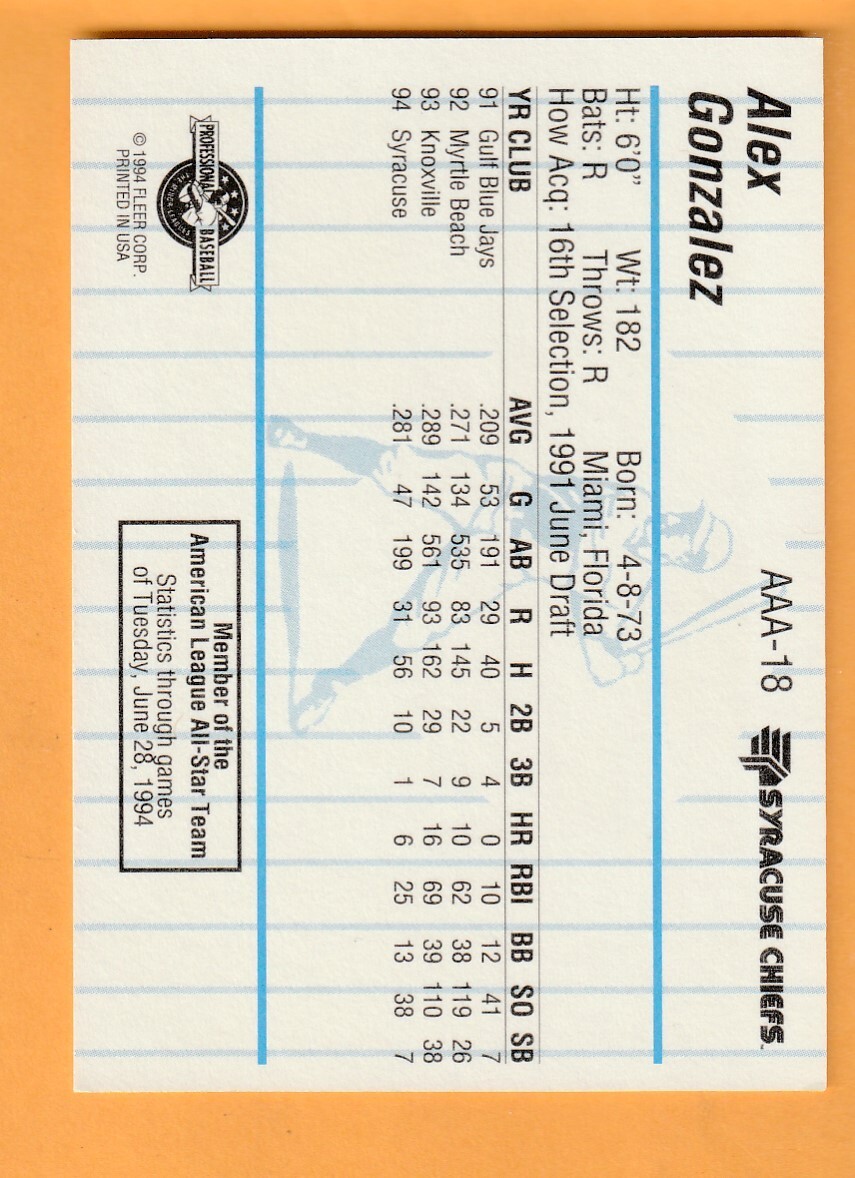 Alex
Gonzalez
AAA-18
SYRACUSE CHIEFS™
Ht: 6'0" Wt: 182 Born: 4-8-73
Bats: R Throws: R Miami, Florida
How Acq: 16th Selection, 1991 June Draft
YR CLUB AVG G AB R H 2B 3B HR RBI BB SO SB
91 Gulf Blue Jays .209 53 191 29 40 5 4 0 10 12 41 7
92 Myrtle Beach .271 134 535 83 145 22 9 10 62 38 119 26
93 Knoxville .289 142 561 93 162 29 7 16 69 39 110 38
94 Syracuse .281 47 199 31 56 10 1 6 25 13 38 7
PROFESSIONAL BASEBALL
THE MINOR LEAGUES
© 1994 FLEER CORP.
PRINTED IN USA
Member of the
American League All-Star Team
Statistics through games
of Tuesday, June 28, 1994